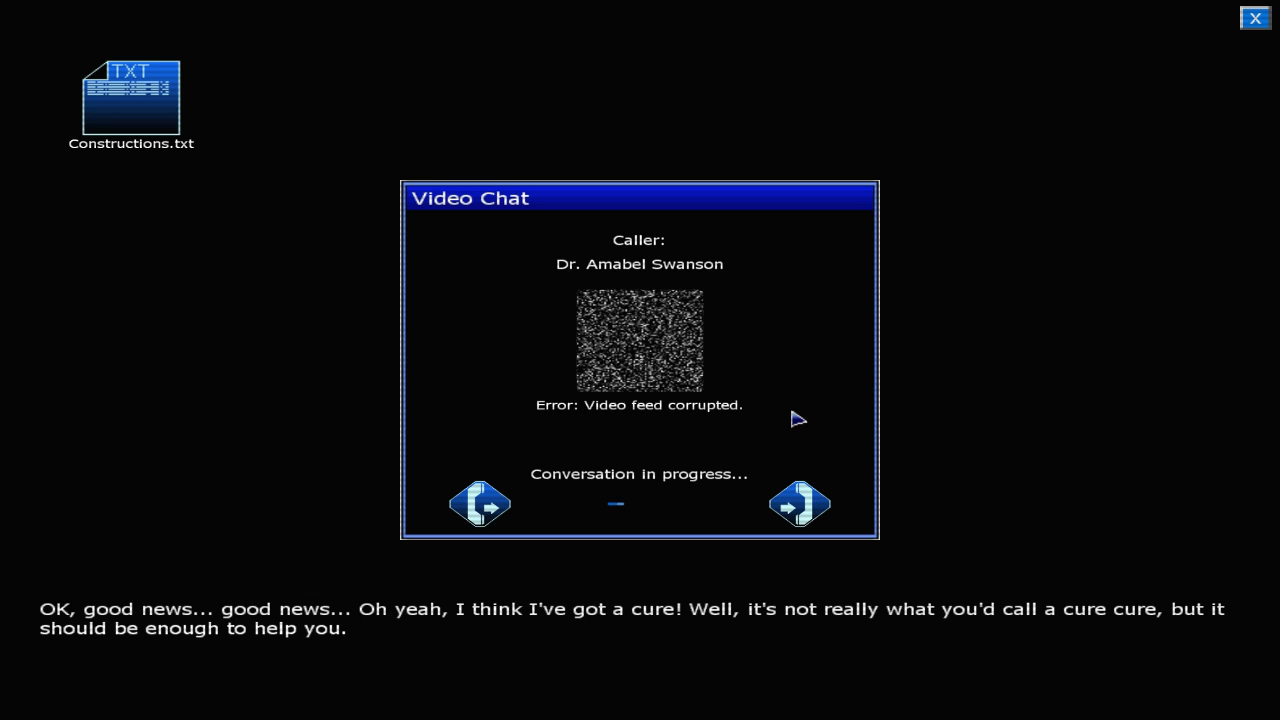 X
TXT
Constructions.txt
Video Chat
Caller:
Dr. Amabel Swanson
Error: Video feed corrupted.
Conversation in progress...
OK, good news... good news... Oh yeah, I think I've got a cure! Well, it's not really what you'd call a cure cure, but it
should be enough to help you.